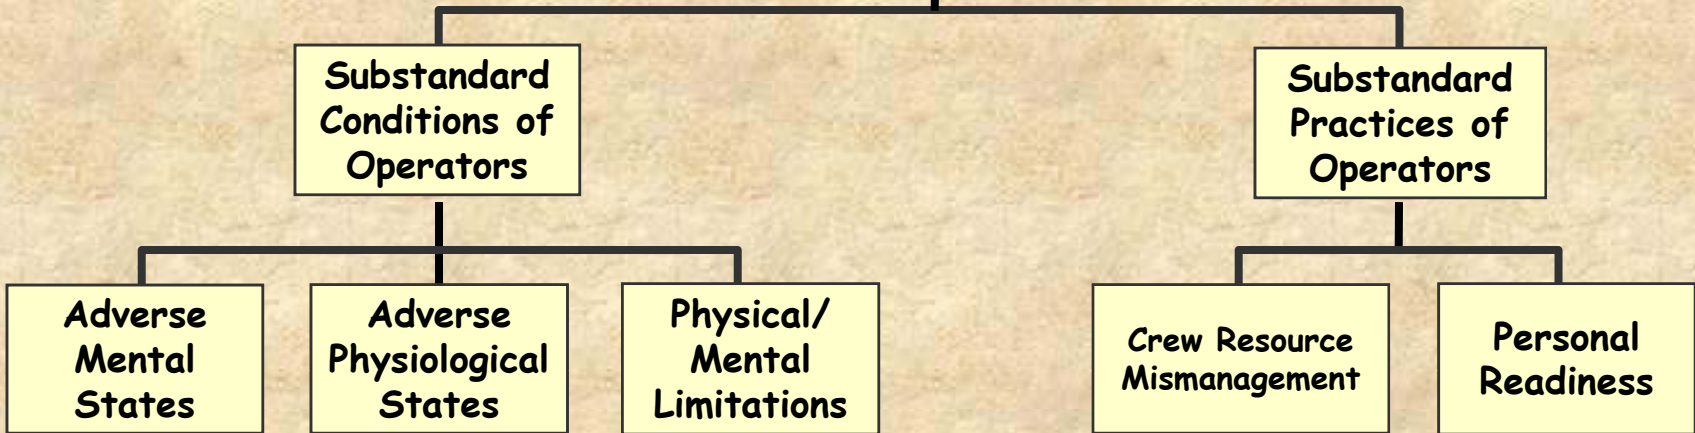 Substandard
Conditions of
Operators
Substandard
Practices of
Operators
Adverse
Mental
States
Adverse
Physiological
States
Physical/
Mental
Limitations
Crew Resource
Mismanagement
Personal
Readiness